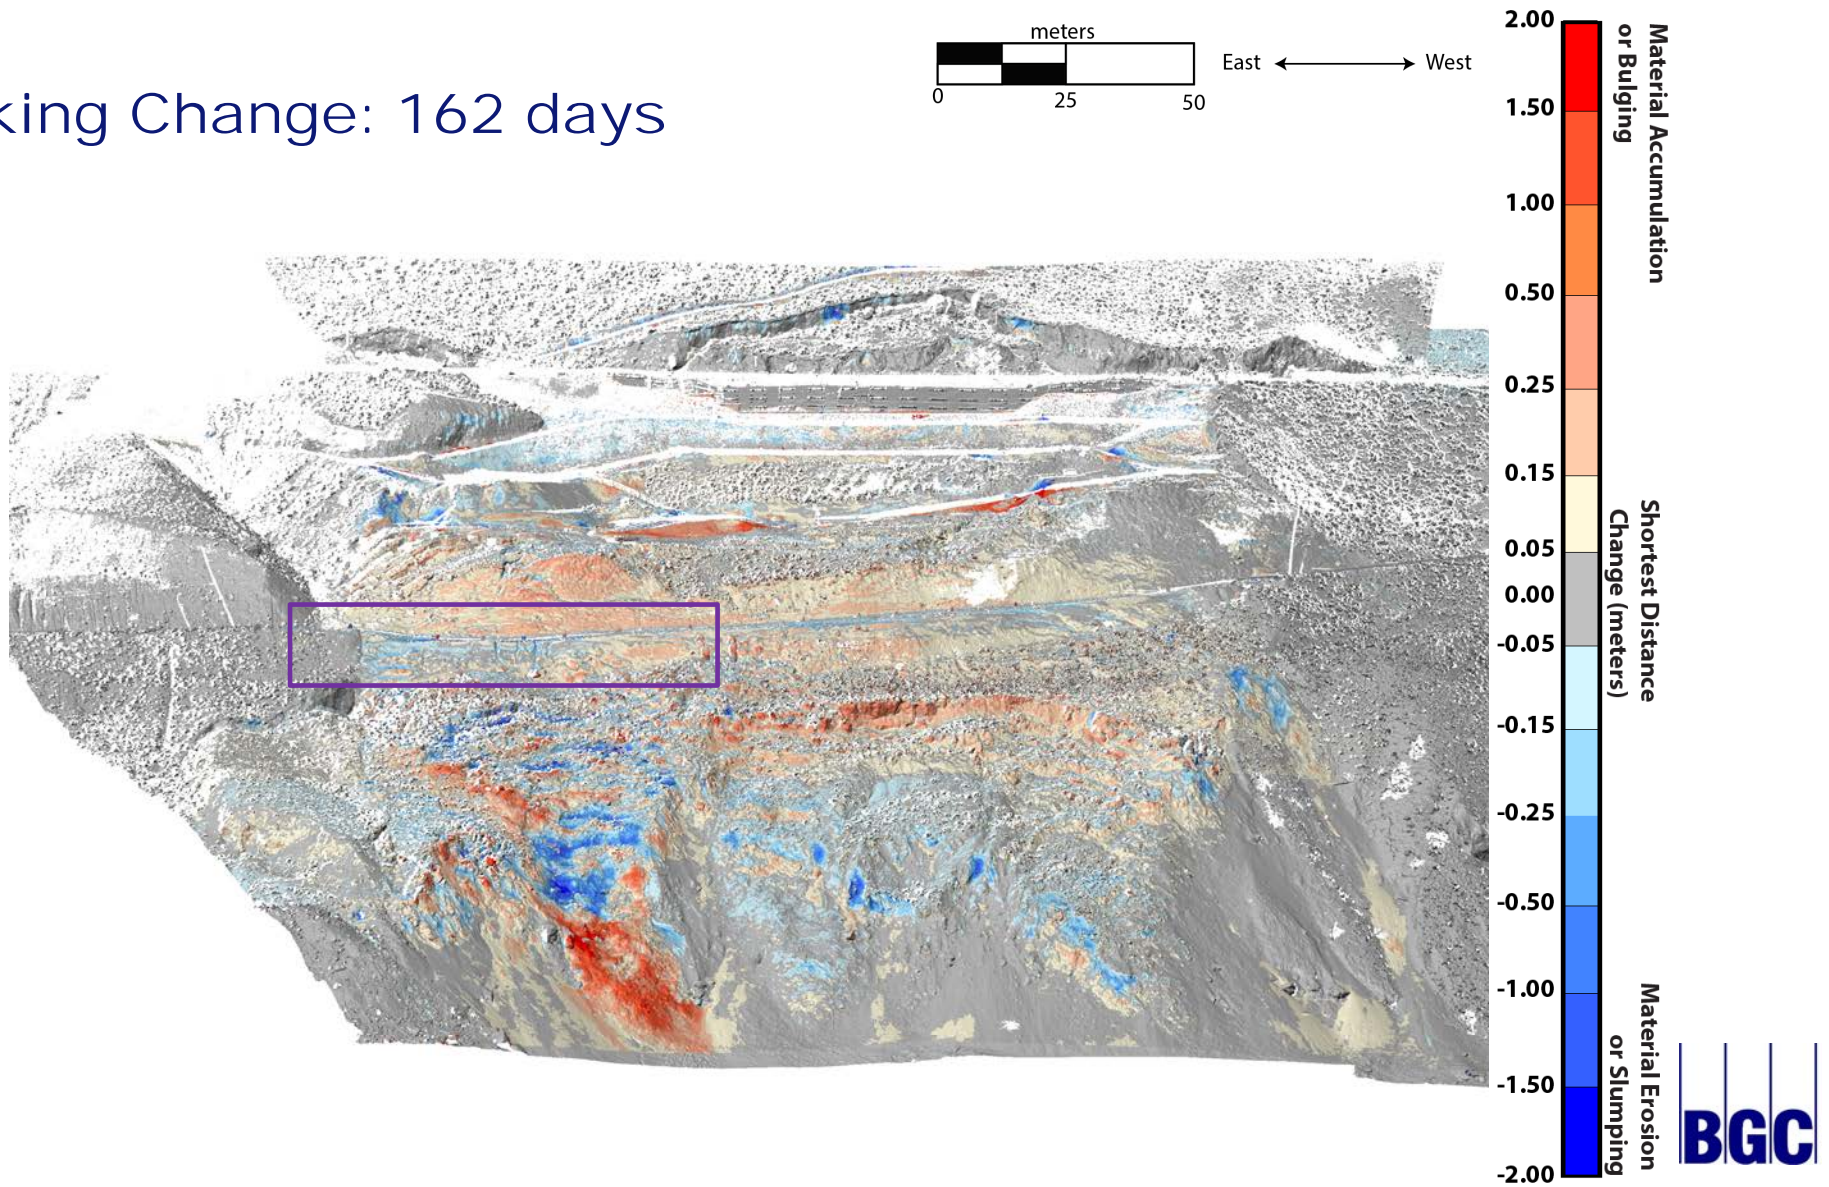 king Change: 162 days
meters
0 25 50
East West
2.00
1.50
1.00
0.50
0.25
0.15
0.05
0.00
-0.05
-0.15
-0.25
-0.50
-1.00
-1.50
-2.00
Material Accumulation
or Bulging
Shortest Distance
Change (meters)
Material Erosion
or Slumping
BGC